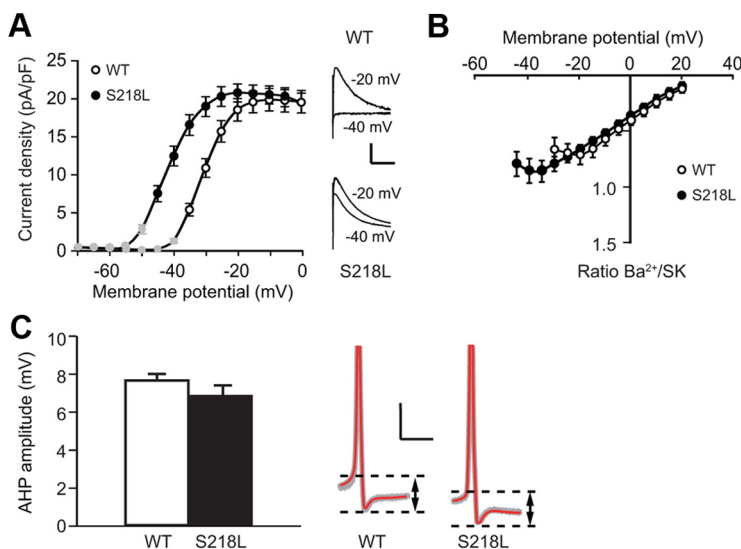 A
Current density (pA/pF)
25
20
15
10
5
0
WT
S218L
-60
-40
-20
0
Membrane potential (mV)
WT
-20 mV
-40 mV
-20 mV
-40 mV
S218L
B
Membrane potential (mV)
-60 -40 -20 0 20 40
WT
S218L
1.0
1.5
Ratio Ba²⁺/SK
C
AHP amplitude (mV)
10
8
6
4
2
0
WT S218L
WT S218L